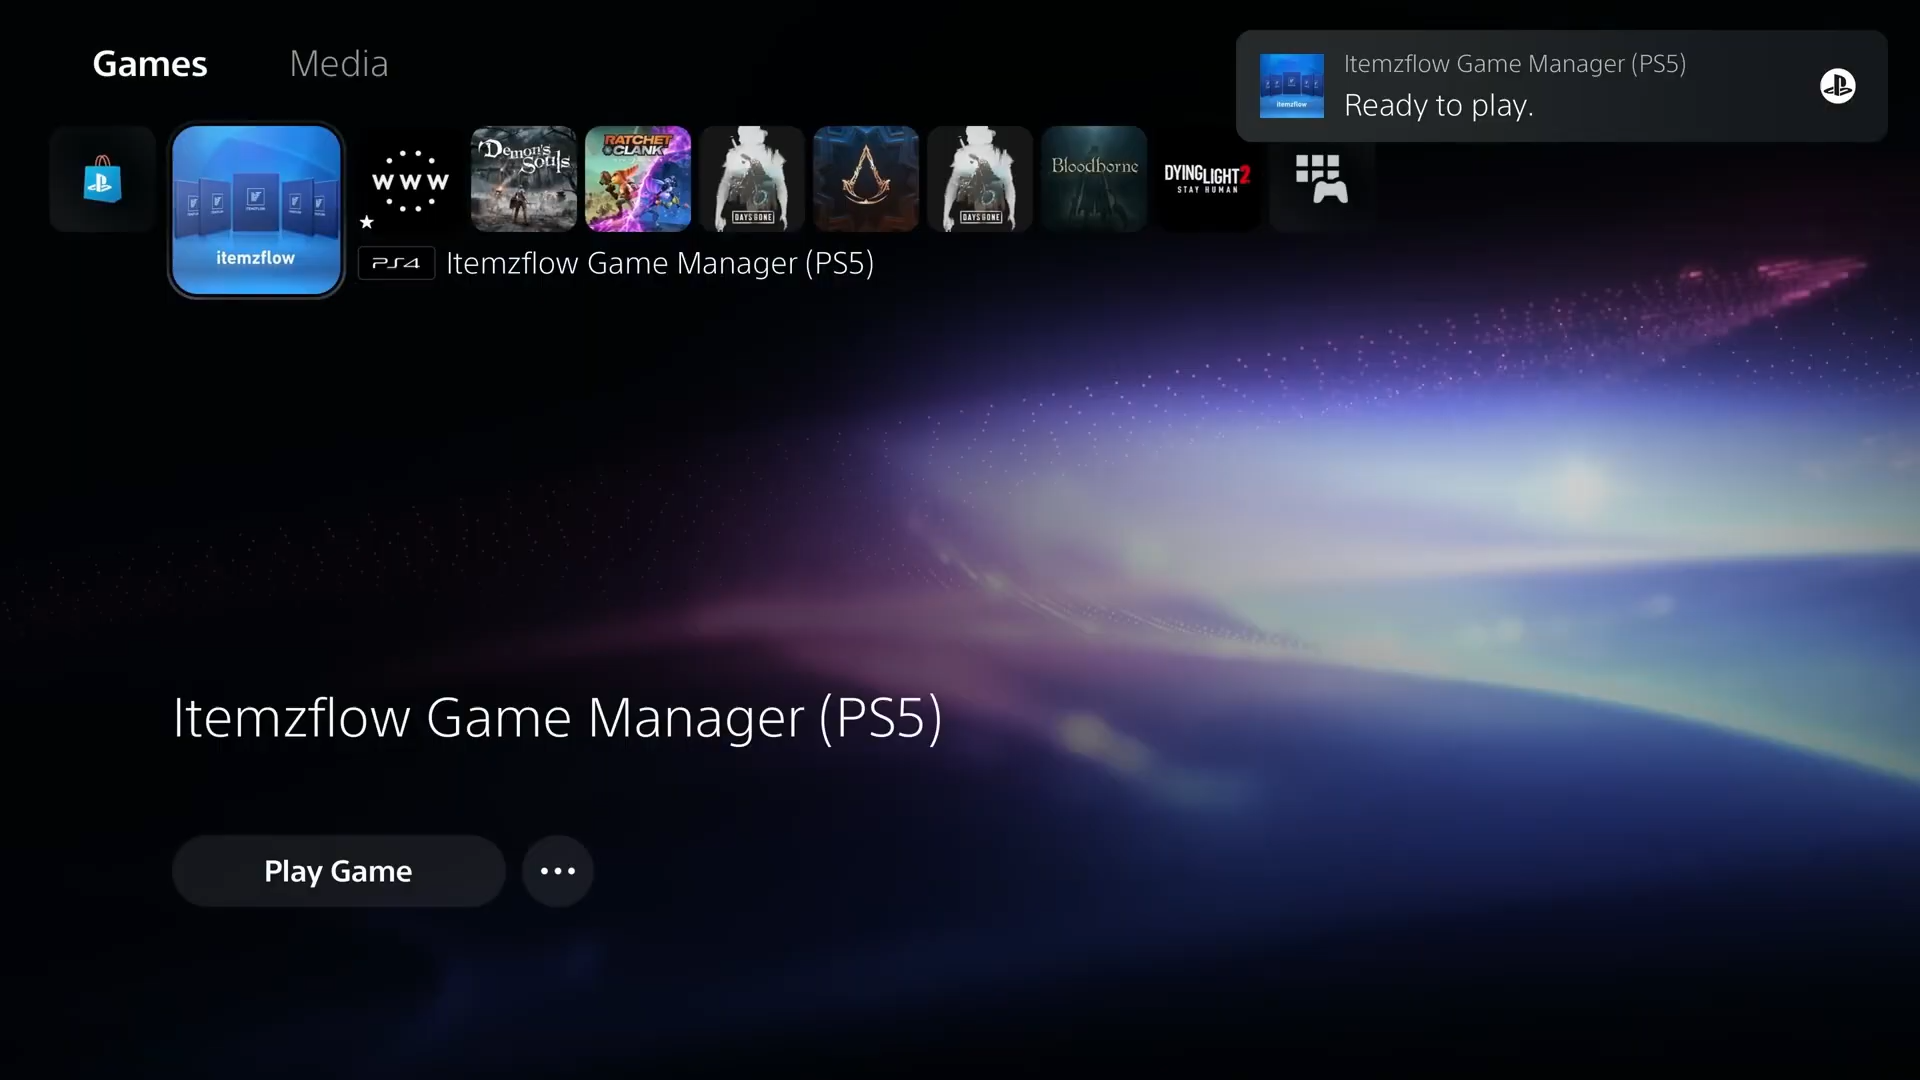 Games
Media
Itemzflow Game Manager (PS5)
Ready to play.
itemzflow
itemzflow
WWW
Demon's
Souls
RATCHET
CLANK
DAYS GONE
DAYS GONE
Bloodborne
DYING LIGHT 2
STAY HUMAN
PS4
Itemzflow Game Manager (PS5)
Itemzflow Game Manager (PS5)
Play Game